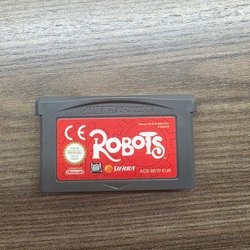 GAME BOY ADVANCE
CE
ROBOTS
Nintendo
SIERRA
AGB-BRTP-EUR